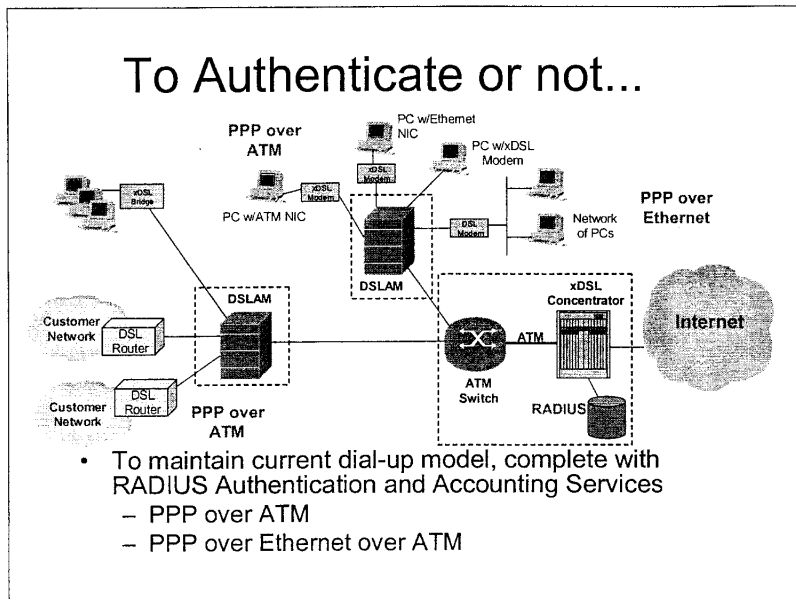 To Authenticate or not...
PPP over
ATM
PC w/Ethernet
NIC
xDSL
Modem
PC w/xDSL
Modem
xDSL
Bridge
xDSL
Modem
PC w/ATM NIC
DSL
Modem
Network
of PCs
PPP over
Ethernet
DSLAM
DSLAM
xDSL
Concentrator
Internet
Customer
Network
DSL
Router
ATM
ATM
Switch
RADIUS
Customer
Network
DSL
Router
PPP over
ATM
• To maintain current dial-up model, complete with
RADIUS Authentication and Accounting Services
– PPP over ATM
– PPP over Ethernet over ATM